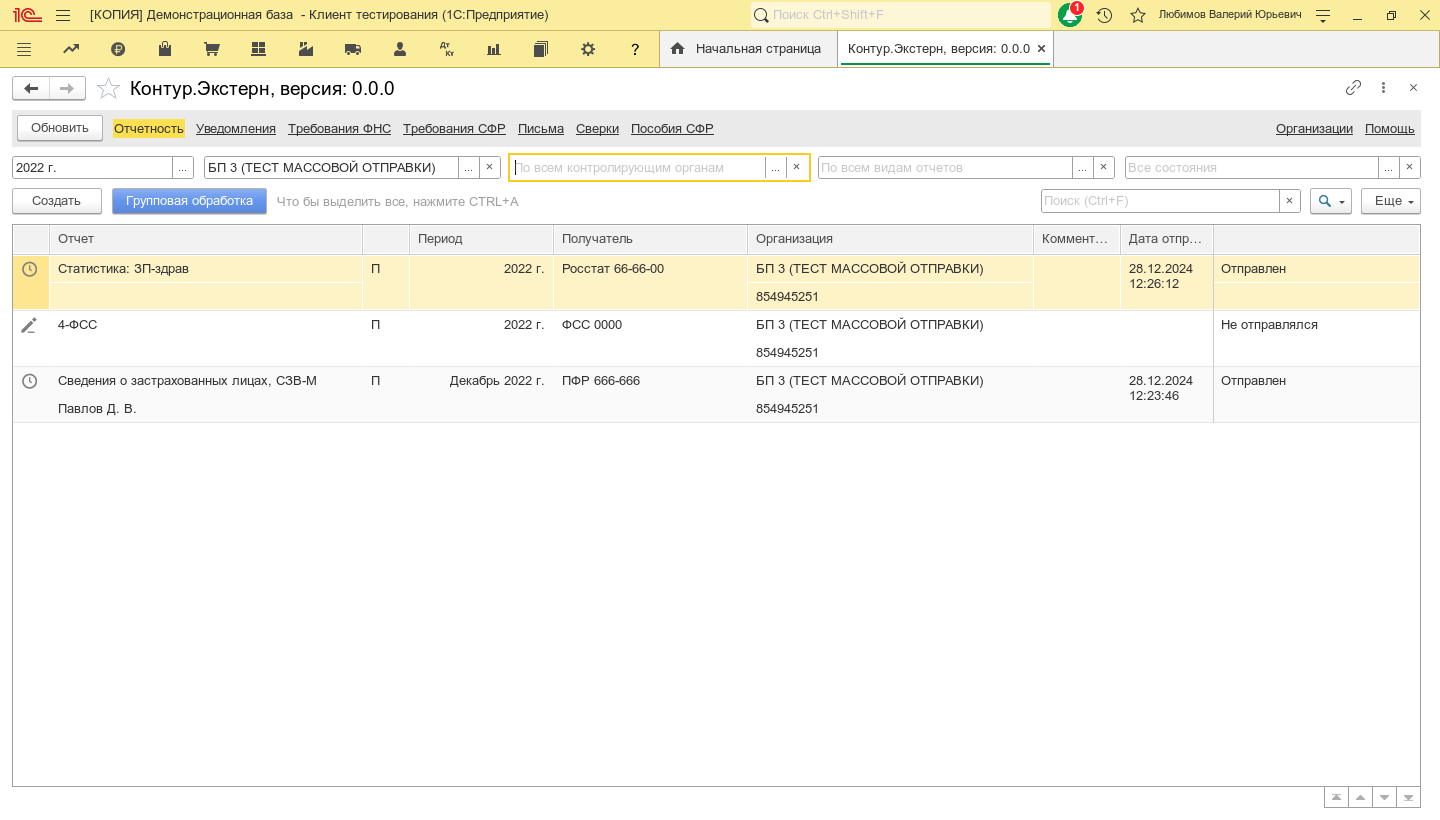 [КОПИЯ] Демонстрационная база - Клиент тестирования (1С:Предприятие)
Поиск Ctrl+Shift+F
1
Любимов Валерий Юрьевич
Дт
Кт
?
Начальная страница
Контур.Экстерн, версия: 0.0.0
Контур.Экстерн, версия: 0.0.0
Обновить
Отчетность
Уведомления
Требования ФНС
Требования СФР
Письма
Сверки
Пособия СФР
Организации
Помощь
2022 г.
...
БП 3 (ТЕСТ МАССОВОЙ ОТПРАВКИ)
...
По всем контролирующим органам
...
По всем видам отчетов
...
Все состояния
...
Создать
Групповая обработка
Что бы выделить все, нажмите CTRL+A
Поиск (Ctrl+F)
Еще
Отчет
Период
Получатель
Организация
Коммент...
Дата отпр...
Статистика: ЗП-здрав
П
2022 г.
Росстат 66-66-00
БП 3 (ТЕСТ МАССОВОЙ ОТПРАВКИ)
854945251
28.12.2024
12:26:12
Отправлен
4-ФСС
П
2022 г.
ФСС 0000
БП 3 (ТЕСТ МАССОВОЙ ОТПРАВКИ)
854945251
Не отправлялся
Сведения о застрахованных лицах, СЗВ-М
Павлов Д. В.
П
Декабрь 2022 г.
ПФР 666-666
БП 3 (ТЕСТ МАССОВОЙ ОТПРАВКИ)
854945251
28.12.2024
12:23:46
Отправлен